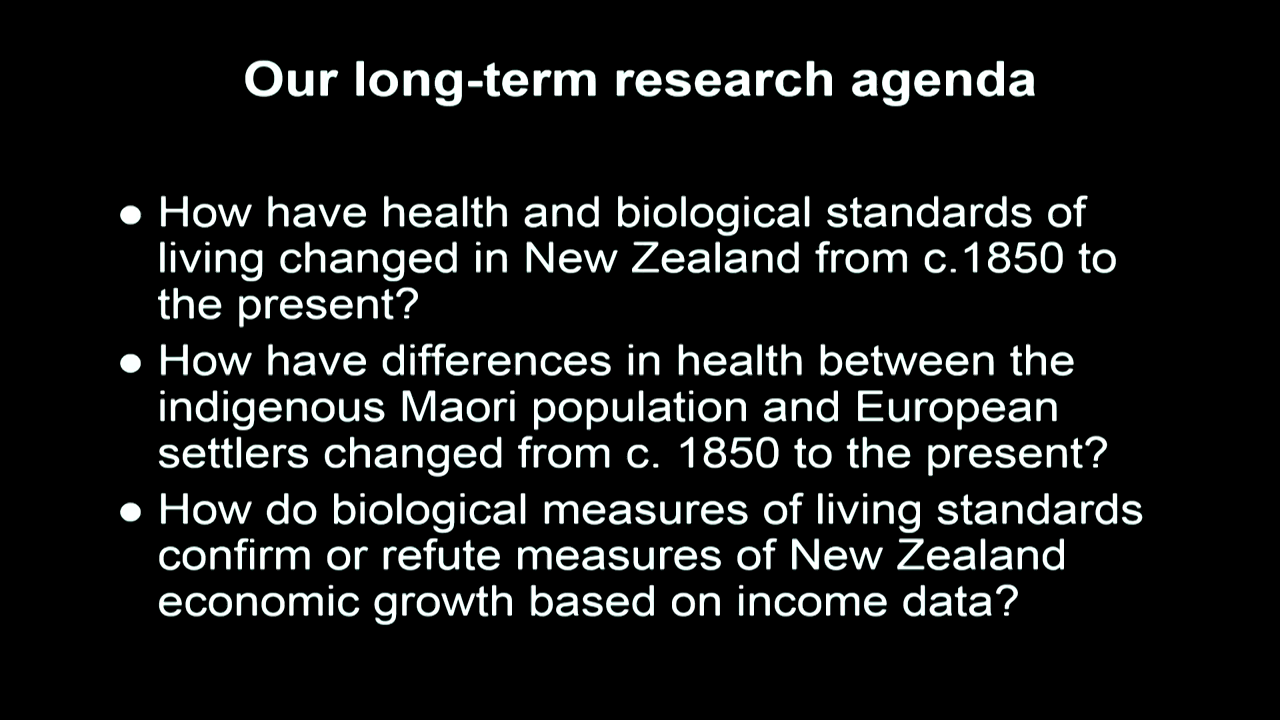 Our long-term research agenda
● How have health and biological standards of
living changed in New Zealand from c.1850 to
the present?
● How have differences in health between the
indigenous Maori population and European
settlers changed from c. 1850 to the present?
● How do biological measures of living standards
confirm or refute measures of New Zealand
economic growth based on income data?